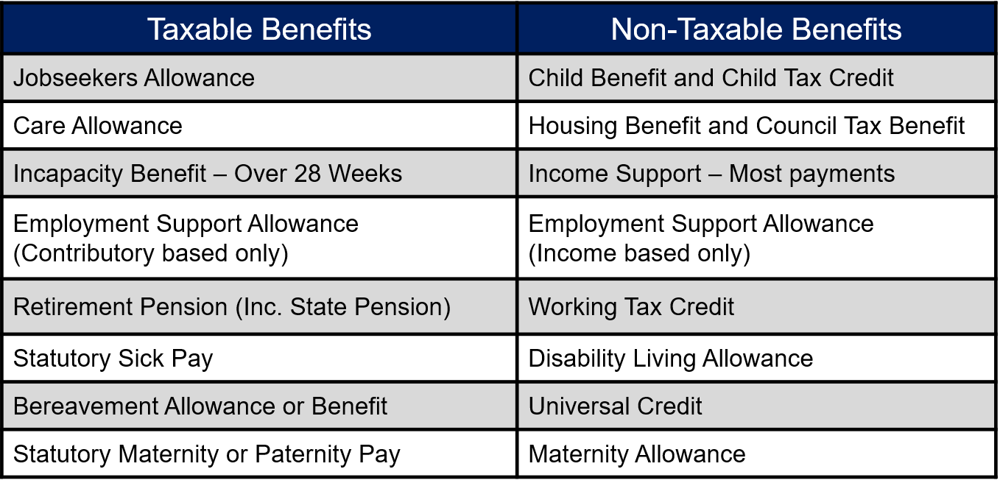 Taxable Benefits
Non-Taxable Benefits
Jobseekers Allowance
Child Benefit and Child Tax Credit
Care Allowance
Housing Benefit and Council Tax Benefit
Incapacity Benefit – Over 28 Weeks
Income Support – Most payments
Employment Support Allowance
(Contributory based only)
Employment Support Allowance
(Income based only)
Retirement Pension (Inc. State Pension)
Working Tax Credit
Statutory Sick Pay
Disability Living Allowance
Bereavement Allowance or Benefit
Universal Credit
Statutory Maternity or Paternity Pay
Maternity Allowance